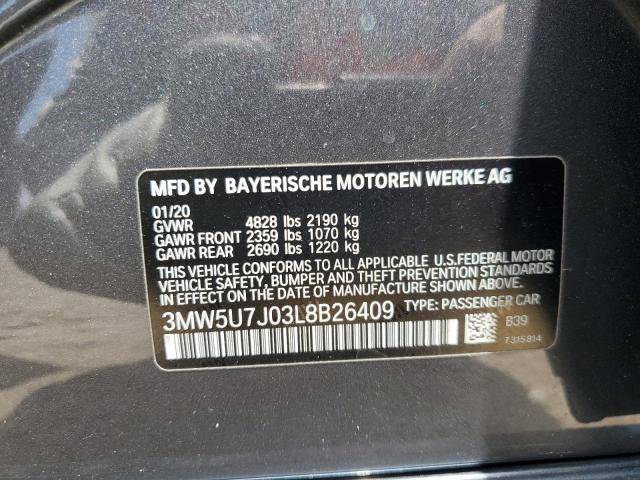 MFD BY BAYERISCHE MOTOREN WERKE AG
01/20
GVWR 4828 lbs 2190 kg
GAWR FRONT 2359 lbs 1070 kg
GAWR REAR 2690 lbs 1220 kg
THIS VEHICLE CONFORMS TO ALL APPLICABLE U.S.FEDERAL MOTOR
VEHICLE SAFETY, BUMPER AND THEFT PREVENTION STANDARDS
IN EFFECT ON THE DATE OF MANUFACTURE SHOWN ABOVE.
3MW5U7J03L8B26409 TYPE: PASSENGER CAR
B39
7315814